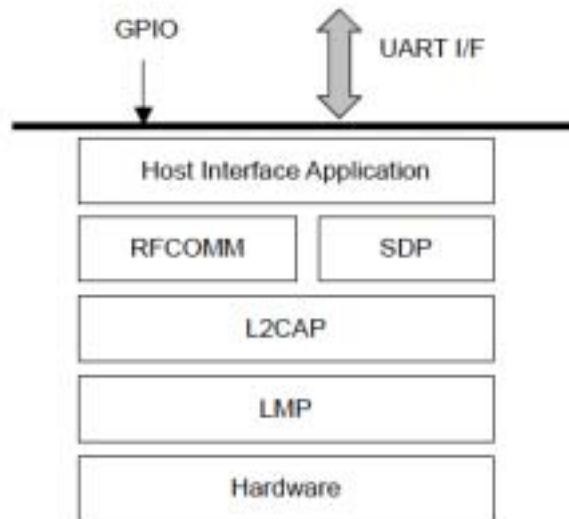 GPIO
UART I/F
Host Interface Application
RFCOMM
SDP
L2CAP
LMP
Hardware